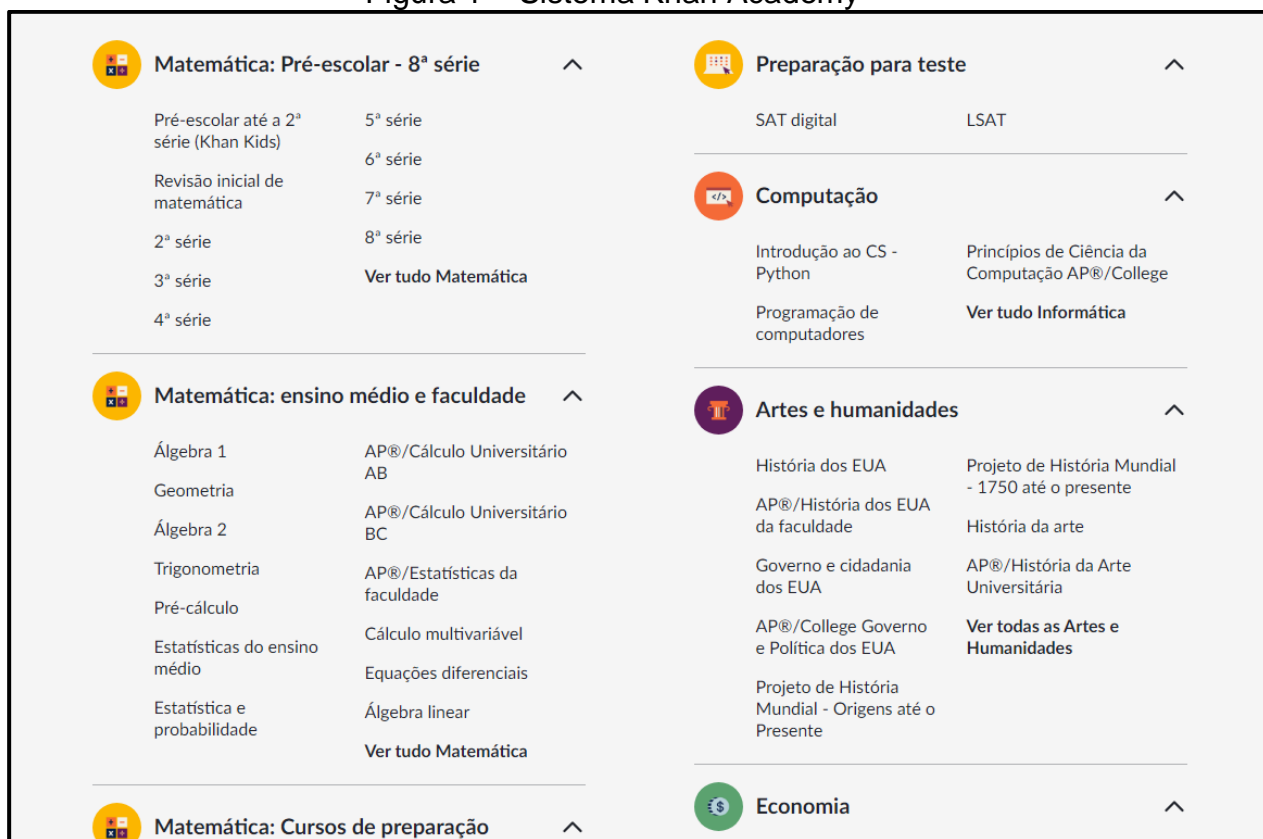 Figura 1 – Sistema Khan Academy
Matemática: Pré-escolar - 8ª série
Pré-escolar até a 2ª
série (Khan Kids)
Revisão inicial de
matemática
2ª série
3ª série
4ª série
5ª série
6ª série
7ª série
8ª série
Ver tudo Matemática
Matemática: ensino médio e faculdade
Álgebra 1
Geometria
Álgebra 2
Trigonometria
Pré-cálculo
Estatísticas do ensino
médio
Estatística e
probabilidade
AP®/Cálculo Universitário
AB
AP®/Cálculo Universitário
BC
AP®/Estatísticas da
faculdade
Cálculo multivariável
Equações diferenciais
Álgebra linear
Ver tudo Matemática
Matemática: Cursos de preparação
Preparação para teste
SAT digital
LSAT
Computação
Introdução ao CS -
Python
Programação de
computadores
Princípios de Ciência da
Computação AP®/College
Ver tudo Informática
Artes e humanidades
História dos EUA
AP®/História dos EUA
da faculdade
Governo e cidadania
dos EUA
AP®/College Governo
e Política dos EUA
Projeto de História
Mundial - Origens até o
Presente
Projeto de História Mundial
- 1750 até o presente
História da arte
AP®/História da Arte
Universitária
Ver todas as Artes e
Humanidades
Economia